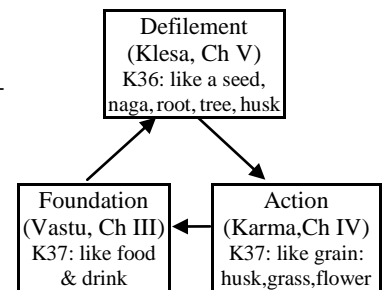 Defilement
(Klesa, Ch V)
K36: like a seed,
naga, root, tree, husk
Foundation
(Vastu, Ch III)
K37: like food
& drink
Action
(Karma,Ch IV)
K37: like grain:
husk,grass,flower